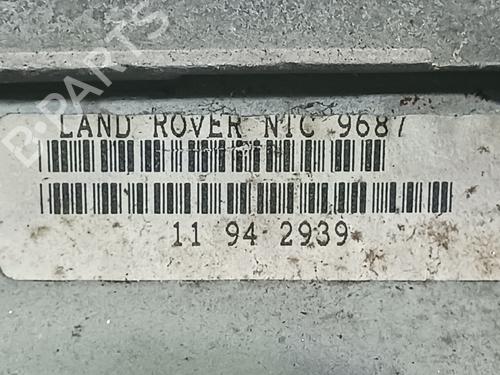 B-PARTS
LAND ROVER NTC 9687
11 94 2939